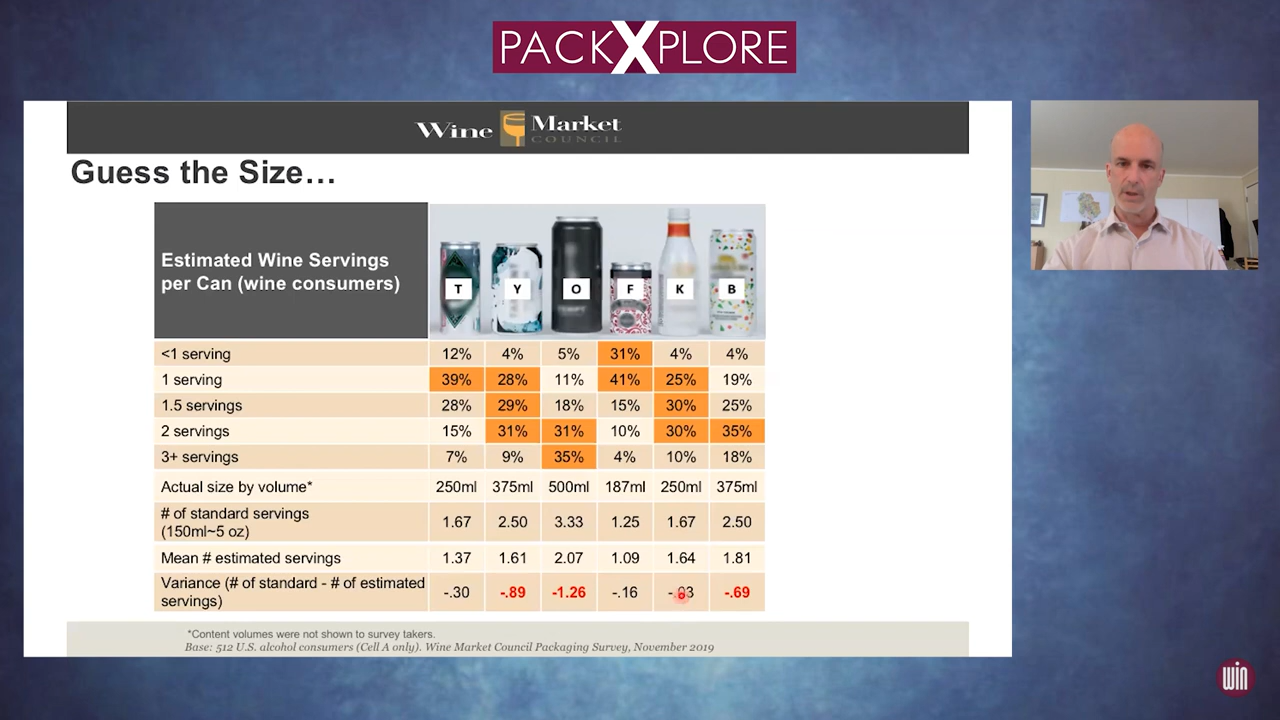 PACKXPLORE
Wine Market
COUNCIL
Guess the Size…
Estimated Wine Servings
per Can (wine consumers)
T Y O F K B
<1 serving 12% 4% 5% 31% 4% 4%
1 serving 39% 28% 11% 41% 25% 19%
1.5 servings 28% 29% 18% 15% 30% 25%
2 servings 15% 31% 31% 10% 30% 35%
3+ servings 7% 9% 35% 4% 10% 18%
Actual size by volume* 250ml 375ml 500ml 187ml 250ml 375ml
# of standard servings
(150ml~5 oz) 1.67 2.50 3.33 1.25 1.67 2.50
Mean # estimated servings 1.37 1.61 2.07 1.09 1.64 1.81
Variance (# of standard - # of estimated
servings) -.30 -.89 -1.26 -.16 -.03 -.69
*Content volumes were not shown to survey takers.
Base: 512 U.S. alcohol consumers (Cell A only). Wine Market Council Packaging Survey, November 2019
win